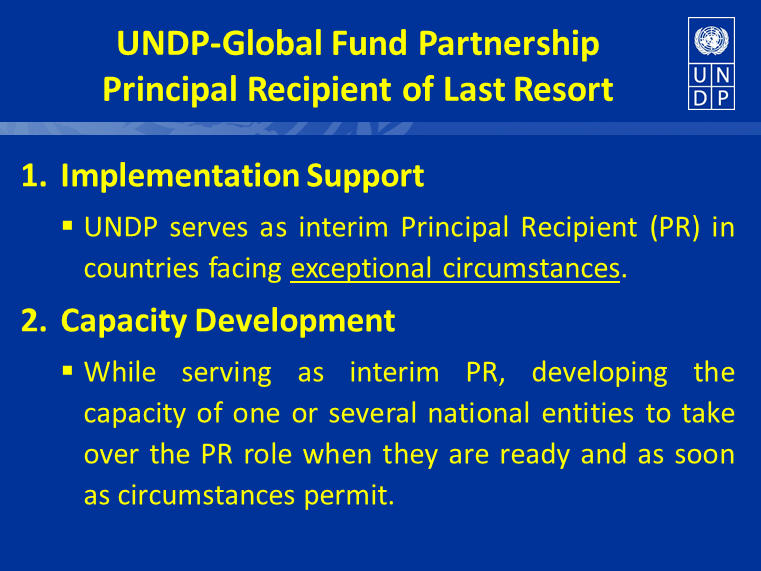 UNDP-Global Fund Partnership
Principal Recipient of Last Resort
U N
D P
1. Implementation Support
▪ UNDP serves as interim Principal Recipient (PR) in
countries facing exceptional circumstances.
2. Capacity Development
▪ While serving as interim PR, developing the
capacity of one or several national entities to take
over the PR role when they are ready and as soon
as circumstances permit.